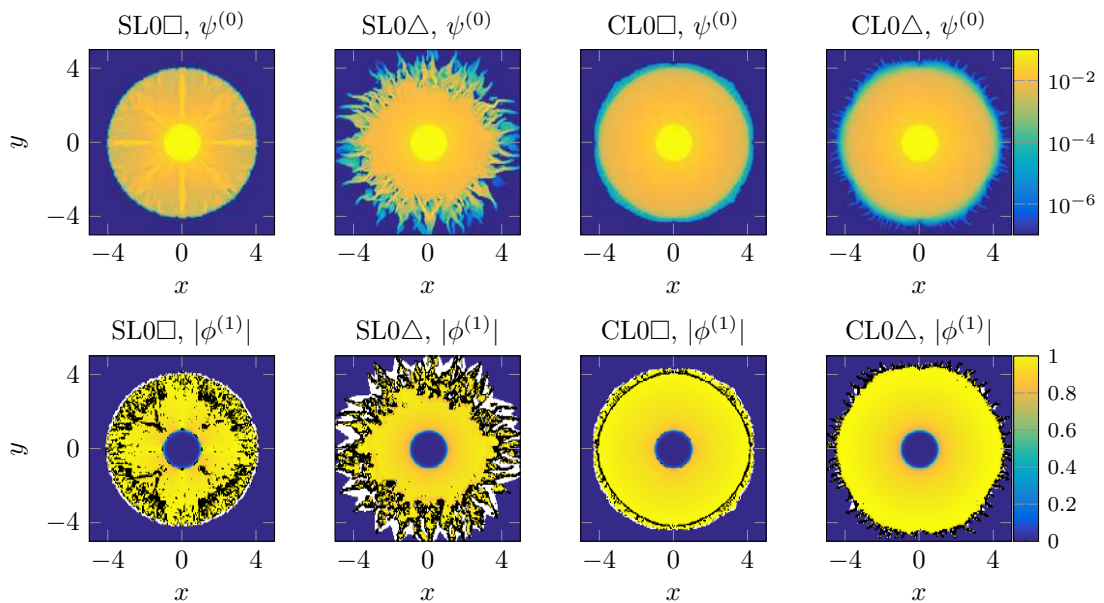 SL0□, ψ^(0)
SL0△, ψ^(0)
CL0□, ψ^(0)
CL0△, ψ^(0)
y
4
0
−4
−4 0 4
−4 0 4
−4 0 4
−4 0 4
x
x
x
x
10^−2
10^−4
10^−6
SL0□, |ϕ^(1)|
SL0△, |ϕ^(1)|
CL0□, |ϕ^(1)|
CL0△, |ϕ^(1)|
y
4
0
−4
−4 0 4
−4 0 4
−4 0 4
−4 0 4
x
x
x
x
1
0.8
0.6
0.4
0.2
0